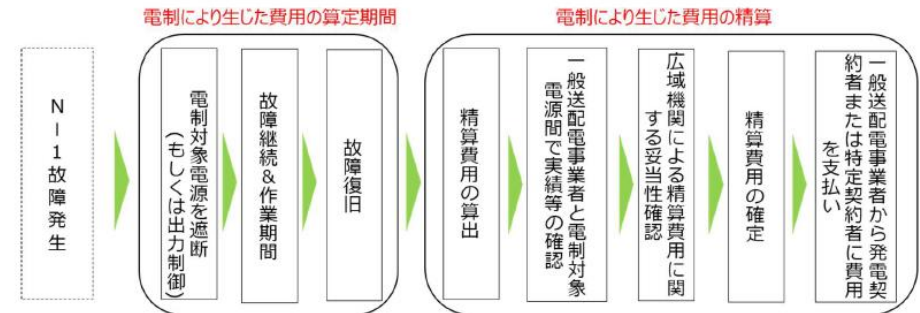 電制により生じた費用の算定期間
電制により生じた費用の精算
N－1故障発生
電制対象電源を遮断
(もしくは出力制御)
故障継続&作業期間
故障復旧
精算費用の算出
一般送配電事業者と電制対象
電源間で実績等の確認
広域機関による精算費用に関
する妥当性確認
精算費用の確定
一般送配電事業者から発電契
約者または特定契約者に費用
を支払い